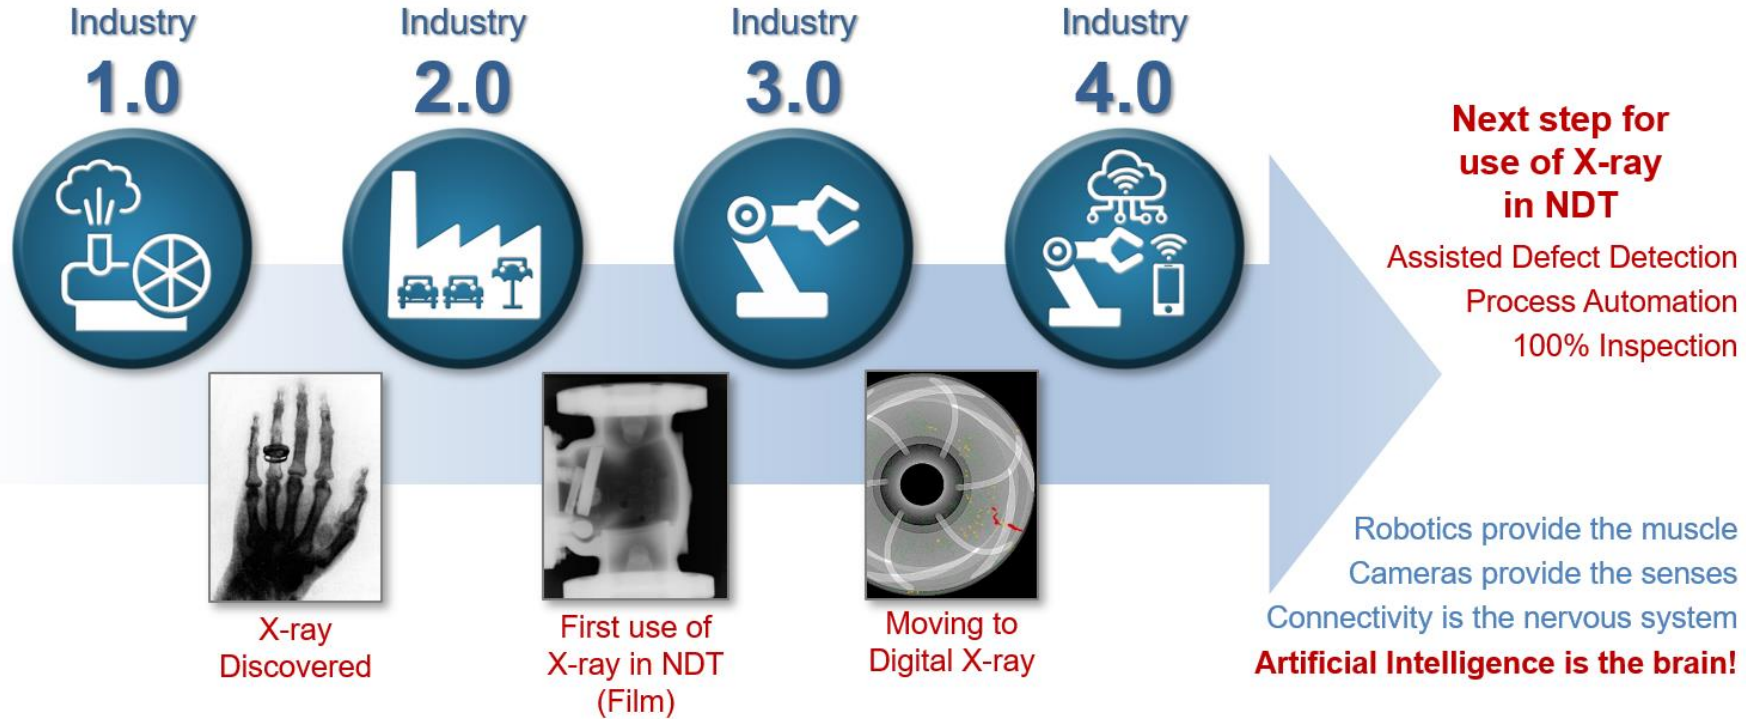 Industry
1.0
Industry
2.0
Industry
3.0
Industry
4.0
X-ray
Discovered
First use of
X-ray in NDT
(Film)
Moving to
Digital X-ray
Next step for
use of X-ray
in NDT
Assisted Defect Detection
Process Automation
100% Inspection
Robotics provide the muscle
Cameras provide the senses
Connectivity is the nervous system
Artificial Intelligence is the brain!